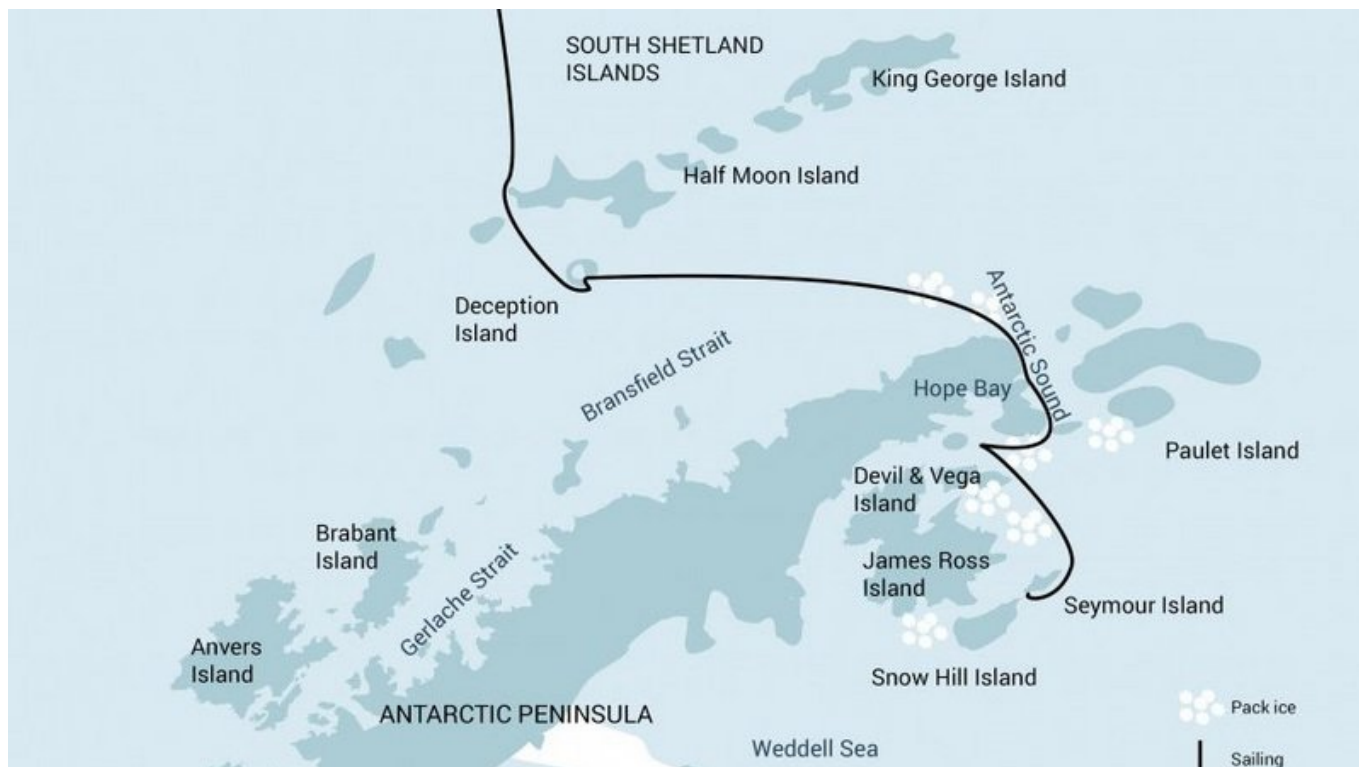 SOUTH SHETLAND
ISLANDS
King George Island
Half Moon Island
Deception
Island
Antarctic Sound
Bransfield Strait
Hope Bay
Paulet Island
Devil & Vega
Island
Brabant
Island
Gerlache Strait
James Ross
Island
Seymour Island
Anvers
Island
Snow Hill Island
ANTARCTIC PENINSULA
Pack ice
Weddell Sea
Sailing